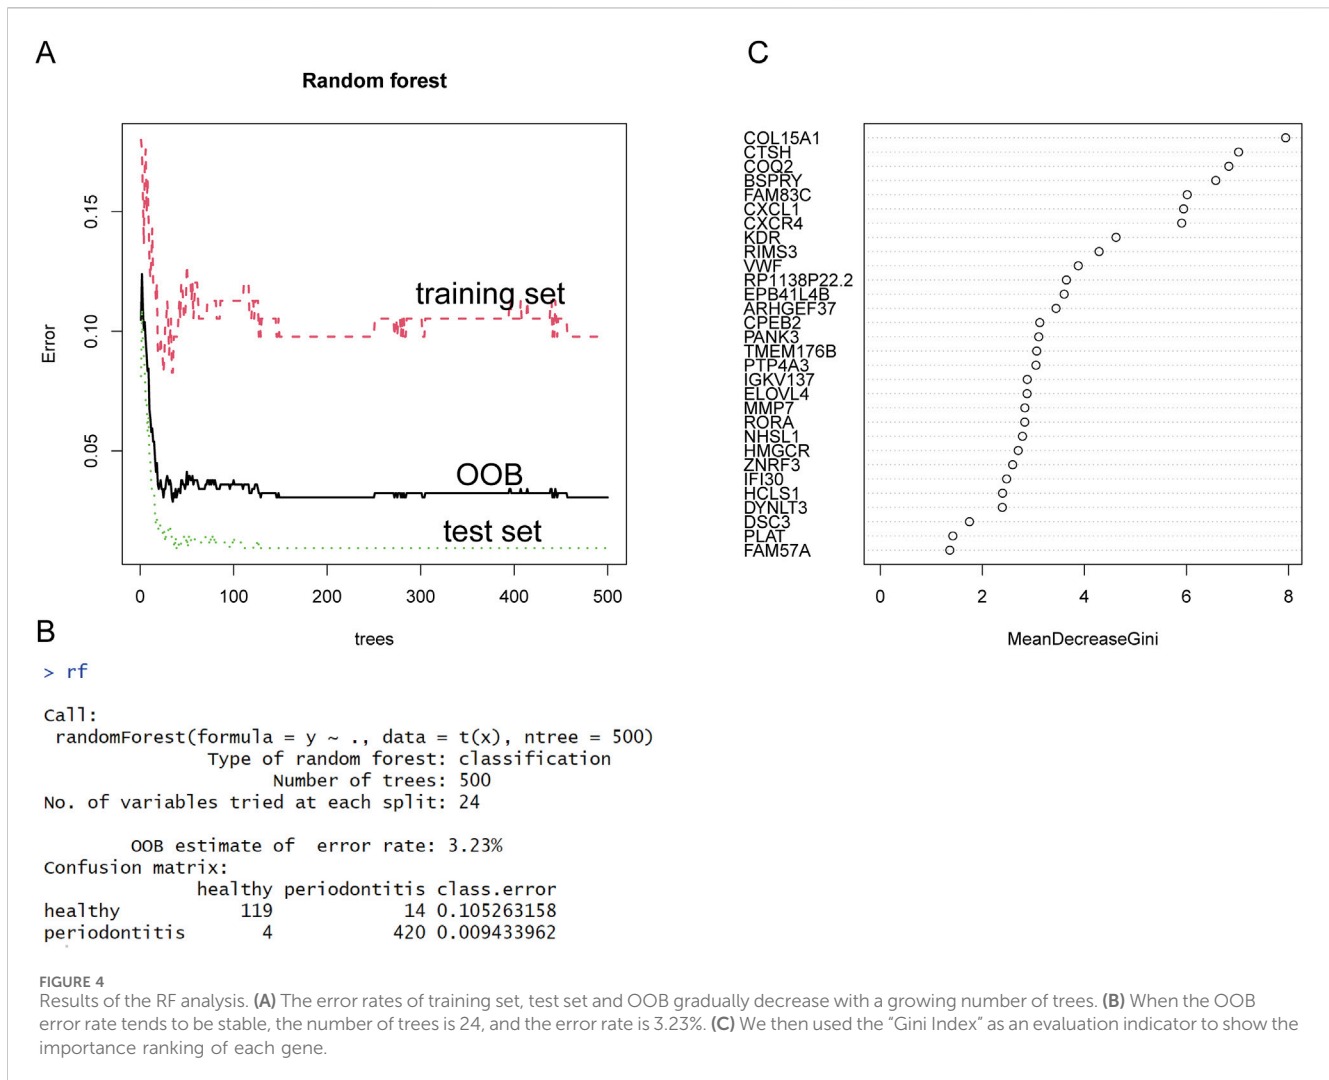 A
Random forest
Error
0.15
0.10
0.05
training set
OOB
test set
0 100 200 300 400 500
trees
C
COL15A1
CTSH
COQ2
BSPRY
FAM83C
CXCL1
CXCR4
KDR
RIMS3
VWF
RP1138P22.2
EPB41L4B
ARHGEF37
CPEB2
PANK3
TMEM176B
PTP4A3
IGKV137
ELOVL4
MMP7
RORA
NHSL1
HMGCR
ZNRF3
IFI30
HCLS1
DYNLT3
DSC3
PLAT
FAM57A
0 2 4 6 8
MeanDecreaseGini
B
> rf
Call:
randomForest(formula = y ~ ., data = t(x), ntree = 500)
Type of random forest: classification
Number of trees: 500
No. of variables tried at each split: 24
OOB estimate of  error rate: 3.23%
Confusion matrix:
healthy periodontitis class.error
healthy 119 14 0.105263158
periodontitis 4 420 0.009433962
FIGURE 4
Results of the RF analysis. (A) The error rates of training set, test set and OOB gradually decrease with a growing number of trees. (B) When the OOB
error rate tends to be stable, the number of trees is 24, and the error rate is 3.23%. (C) We then used the “Gini Index” as an evaluation indicator to show the
importance ranking of each gene.